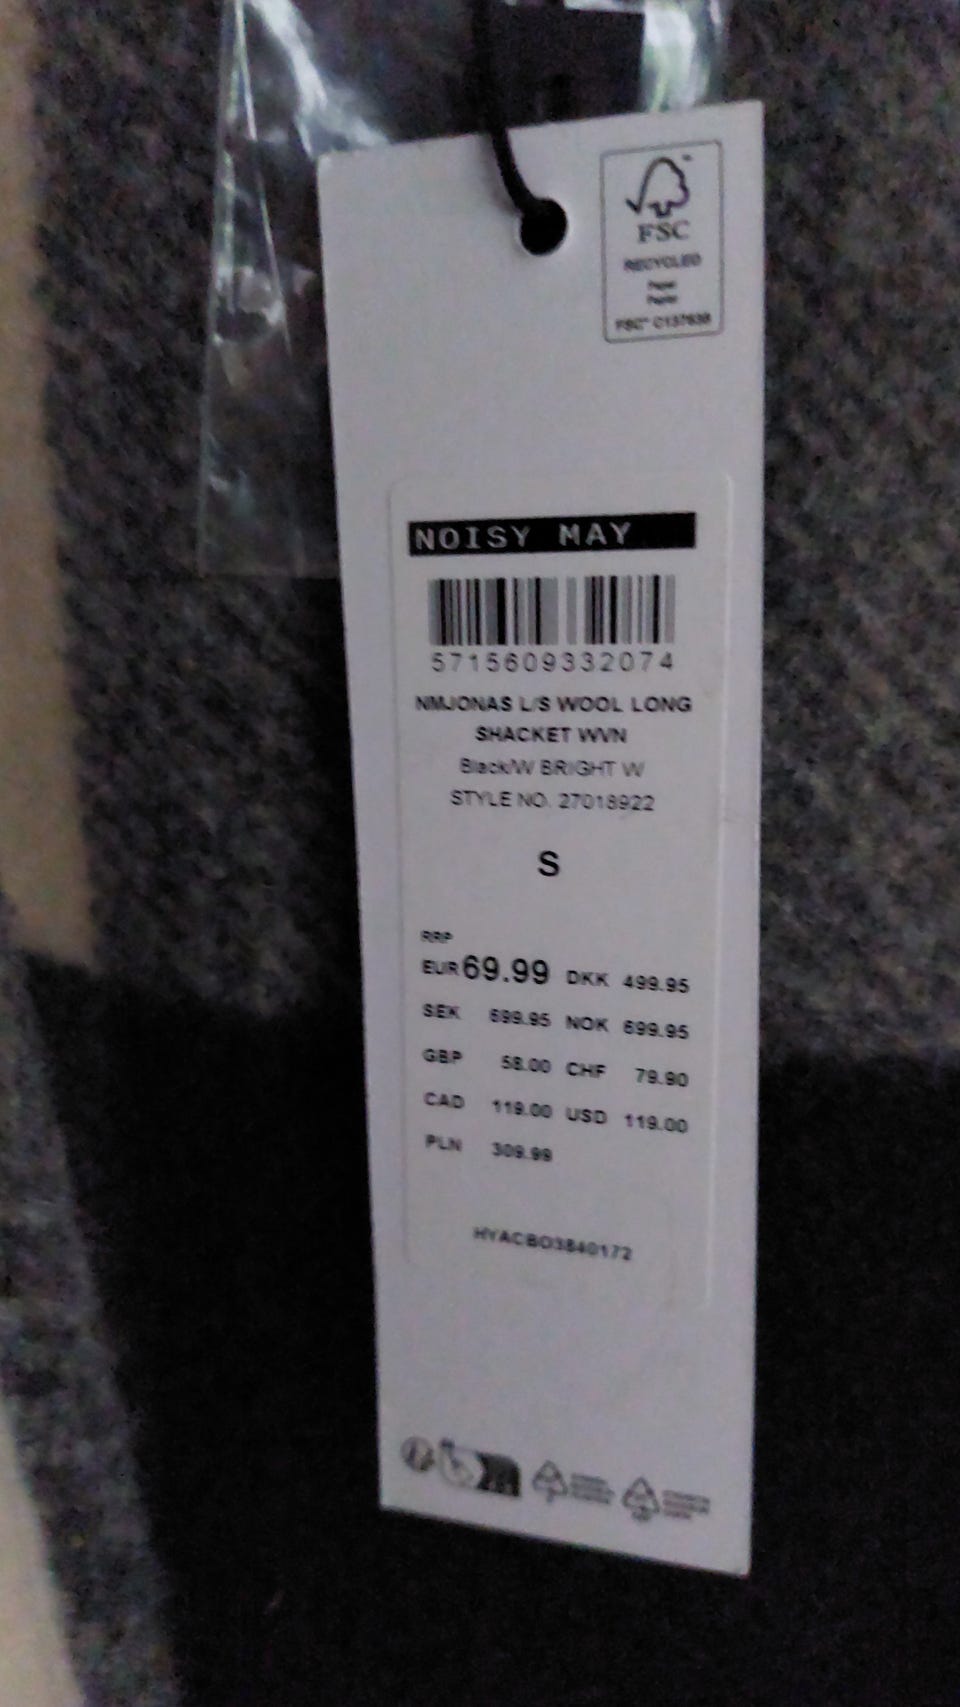 FSC
RECYCLED
Paper
Papier
NOISY MAY
5715609332074
NMJONAS L/S WOOL LONG
SHACKET WVN
Black/W BRIGHT W
STYLE NO. 27018922
S
RRP
EUR 69.99 DKK 499.95
SEK 699.95 NOK 699.95
GBP 58.00 CHF 79.90
CAD 119.00 USD 119.00
PLN 309.99
HYACBO3840172